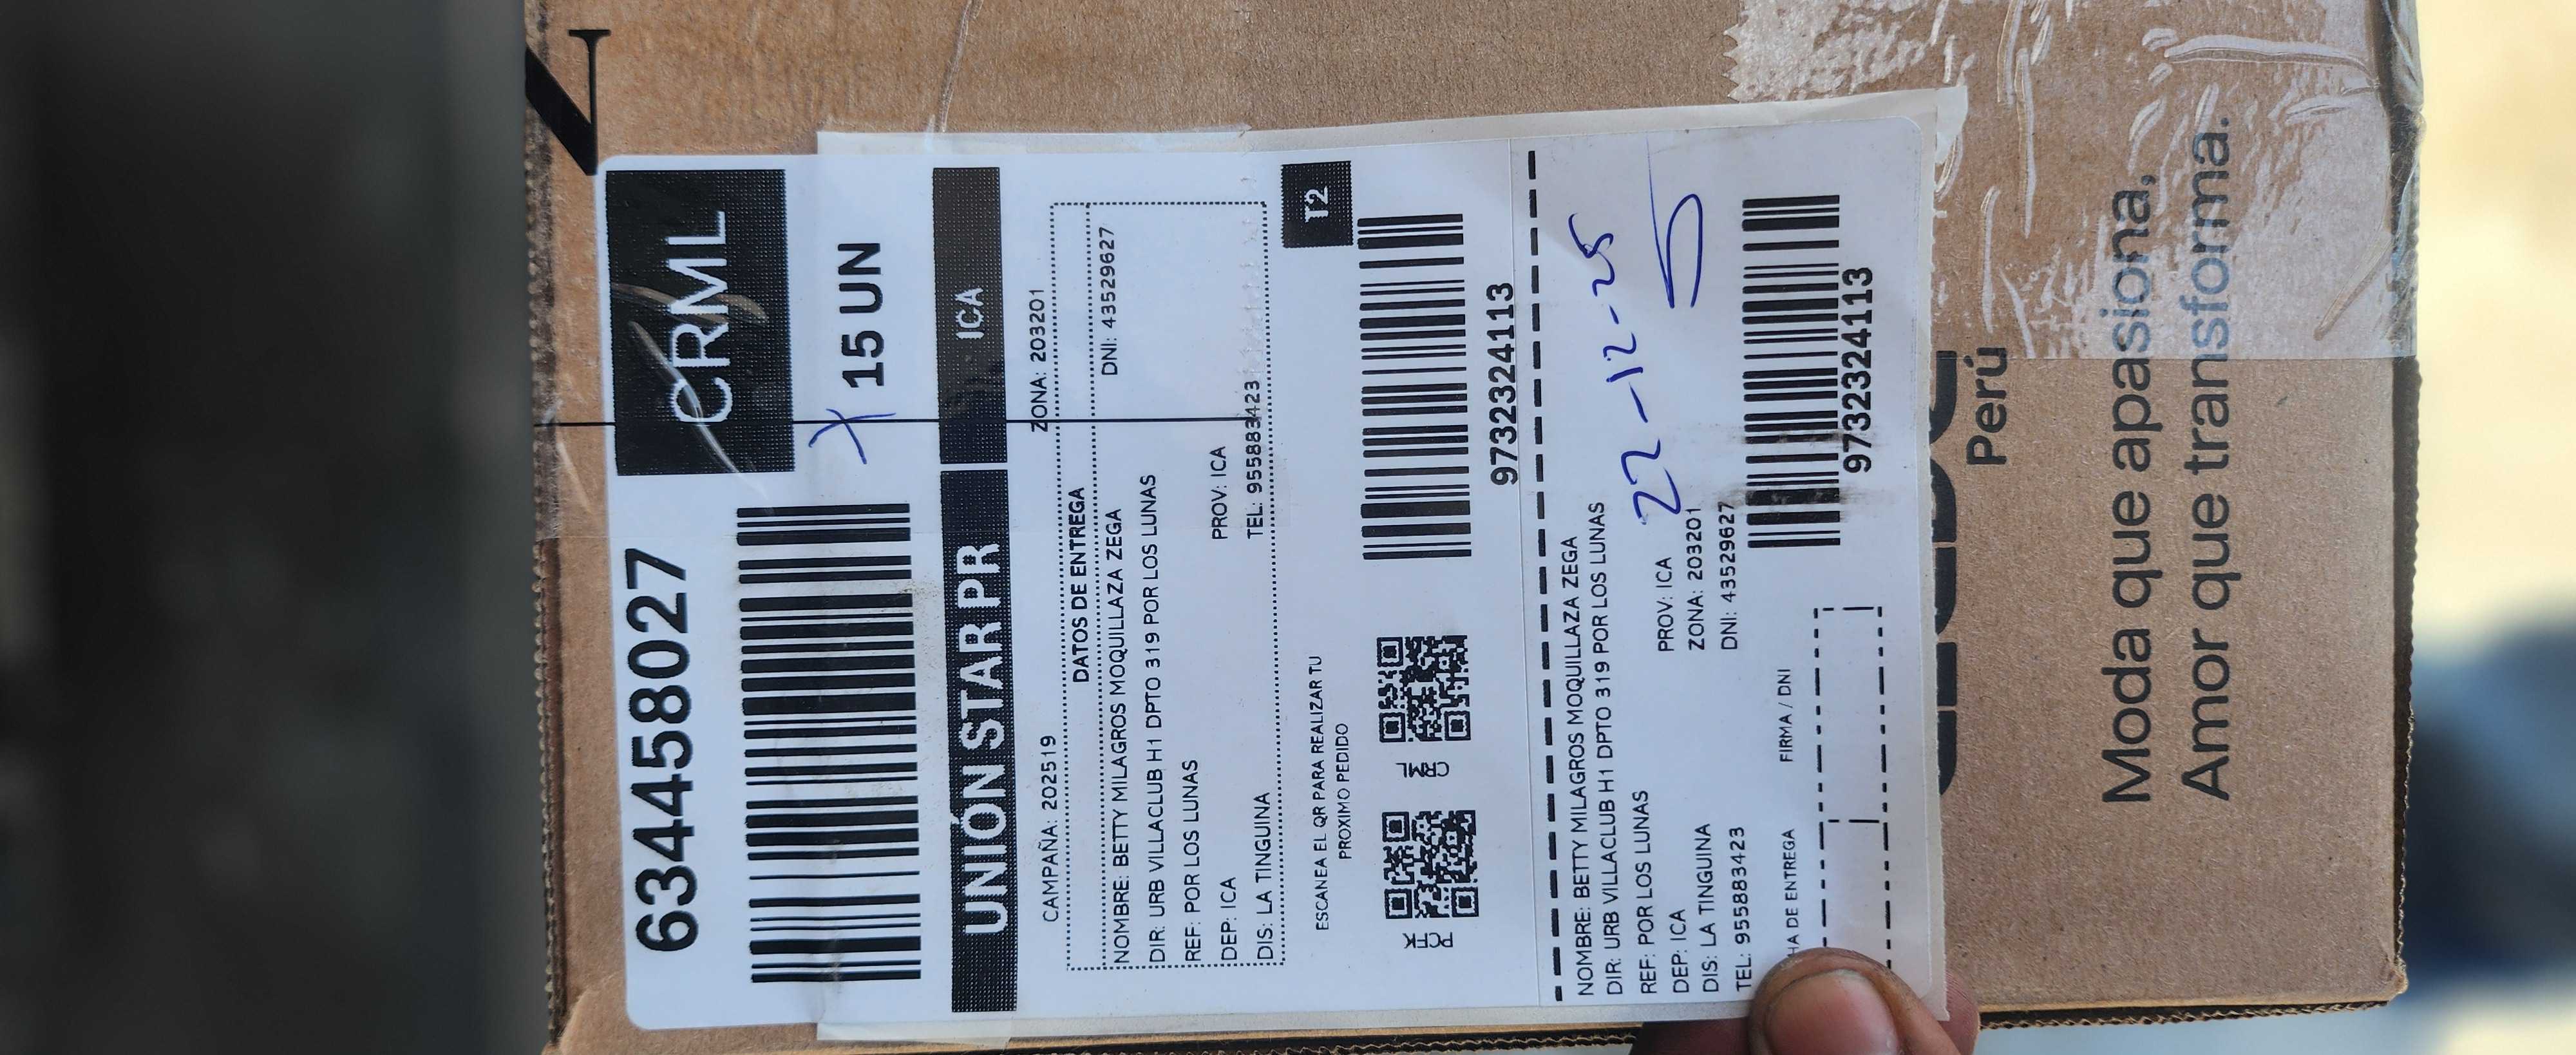 6344458027
CRML
15 UN
UNIÓN STAR PR
ICA
CAMPAÑA: 202519
ZONA: 203201
DATOS DE ENTREGA
NOMBRE: BETTY MILAGROS MOQUILLAZA ZEGA
DNI: 43529627
DIR: URB VILLACLUB H1 DPTO 319 POR LOS LUNAS
REF: POR LOS LUNAS
DEP: ICA
PROV: ICA
DIS: LA TINGUINA
TEL: 955883423
T2
ESCANEA EL QR PARA REALIZAR TU
PROXIMO PEDIDO
PCFK
CRML
9732324113
NOMBRE: BETTY MILAGROS MOQUILLAZA ZEGA
DIR: URB VILLACLUB H1 DPTO 319 POR LOS LUNAS
REF: POR LOS LUNAS
22-12-25
5
DEP: ICA
PROV: ICA
DIS: LA TINGUINA
ZONA: 203201
TEL: 955883423
DNI: 43529627
DE ENTREGA
FIRMA / DNI
9732324113
Perú
Moda que apasiona,
Amor que transforma.